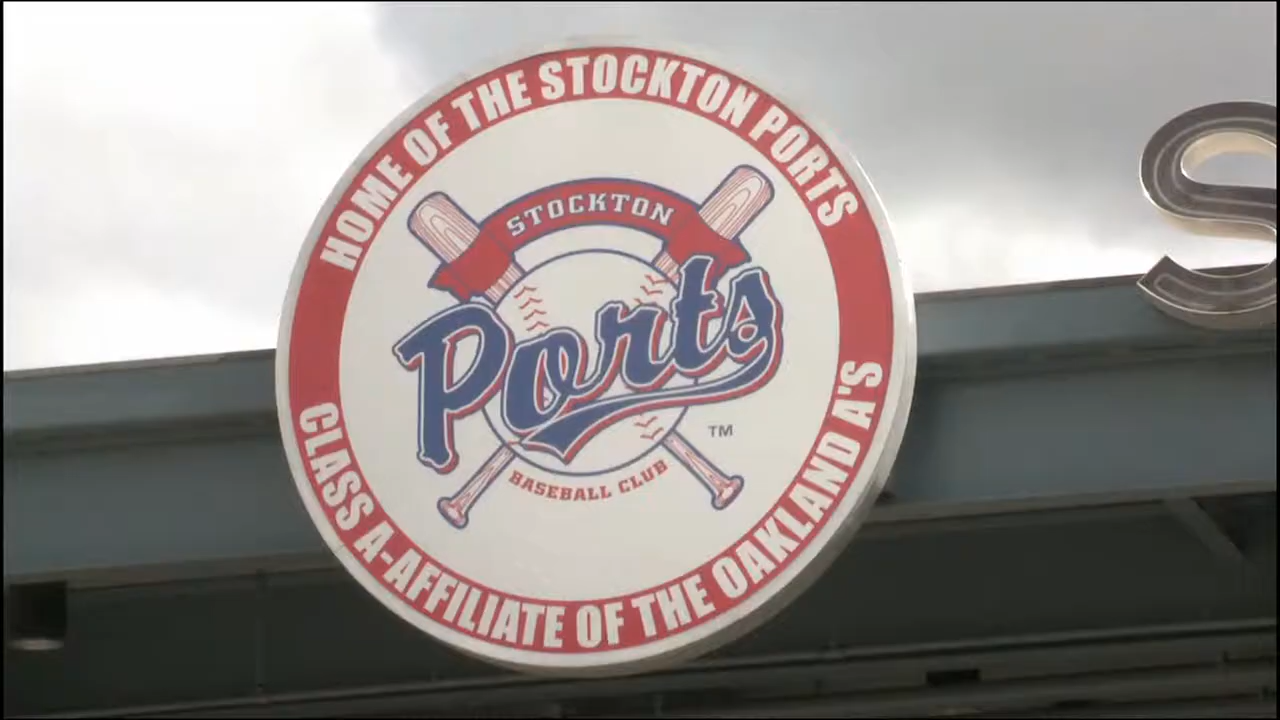 HOME OF THE STOCKTON PORTS
STOCKTON
Ports
TM
BASEBALL CLUB
CLASS A-AFFILIATE OF THE OAKLAND A'S
S